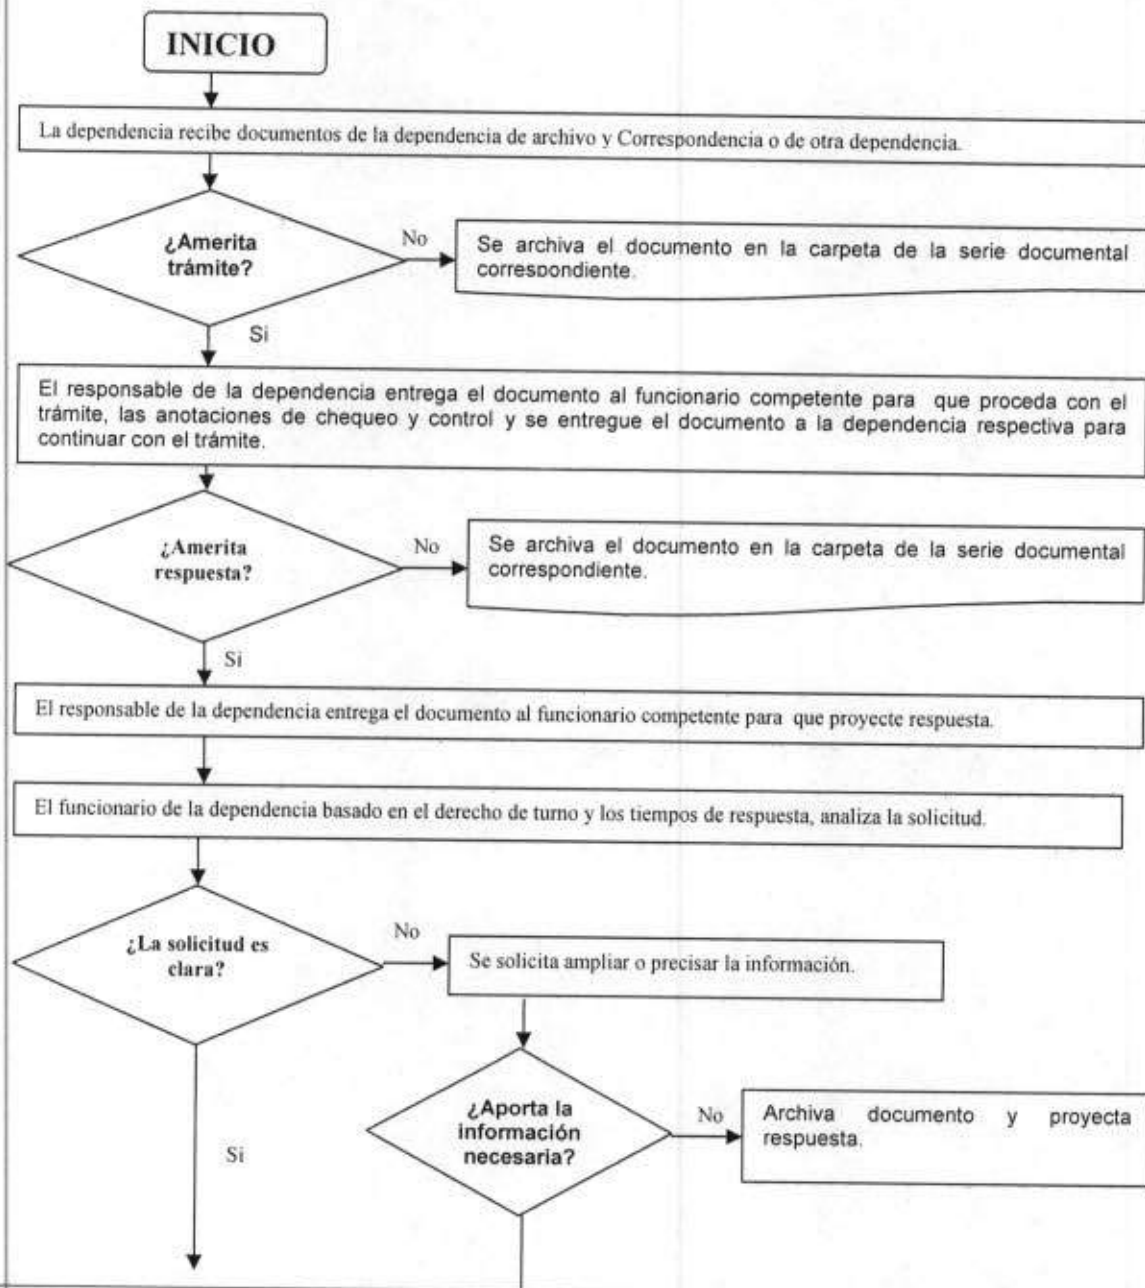 INICIO
La dependencia recibe documentos de la dependencia de archivo y Correspondencia o de otra dependencia.
¿Amerita
trámite?
No
Se archiva el documento en la carpeta de la serie documental
correspondiente.
Si
El responsable de la dependencia entrega el documento al funcionario competente para que proceda con el
trámite, las anotaciones de chequeo y control y se entregue el documento a la dependencia respectiva para
continuar con el trámite.
¿Amerita
respuesta?
No
Se archiva el documento en la carpeta de la serie documental
correspondiente.
Si
El responsable de la dependencia entrega el documento al funcionario competente para que proyecte respuesta.
El funcionario de la dependencia basado en el derecho de turno y los tiempos de respuesta, analiza la solicitud.
¿La solicitud es
clara?
No
Se solicita ampliar o precisar la información.
¿Aporta la
información
necesaria?
No
Archiva documento y proyecta
respuesta.
Si